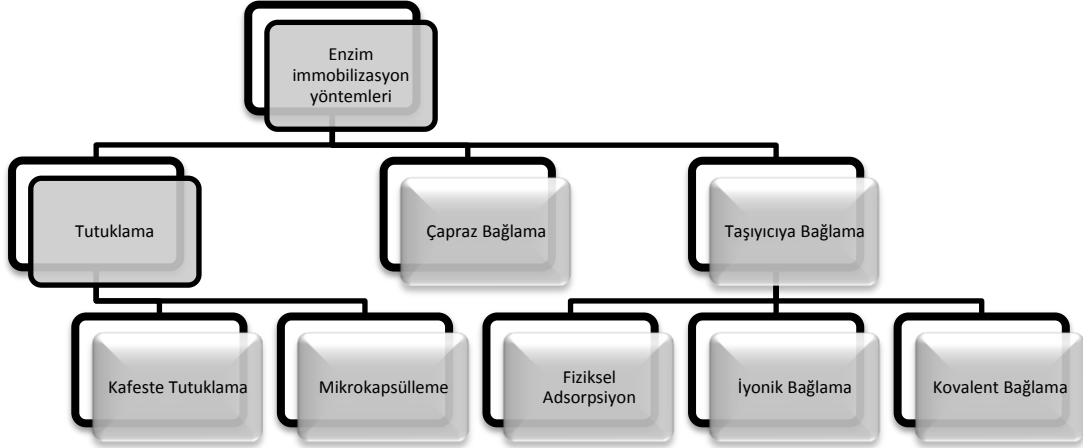 Enzim
immobilizasyon
yöntemleri
Tutuklama
Çapraz Bağlama
Taşıyıcıya Bağlama
Kafeste Tutuklama
Mikrokapsülleme
Fiziksel
Adsorpsiyon
İyonik Bağlama
Kovalent Bağlama